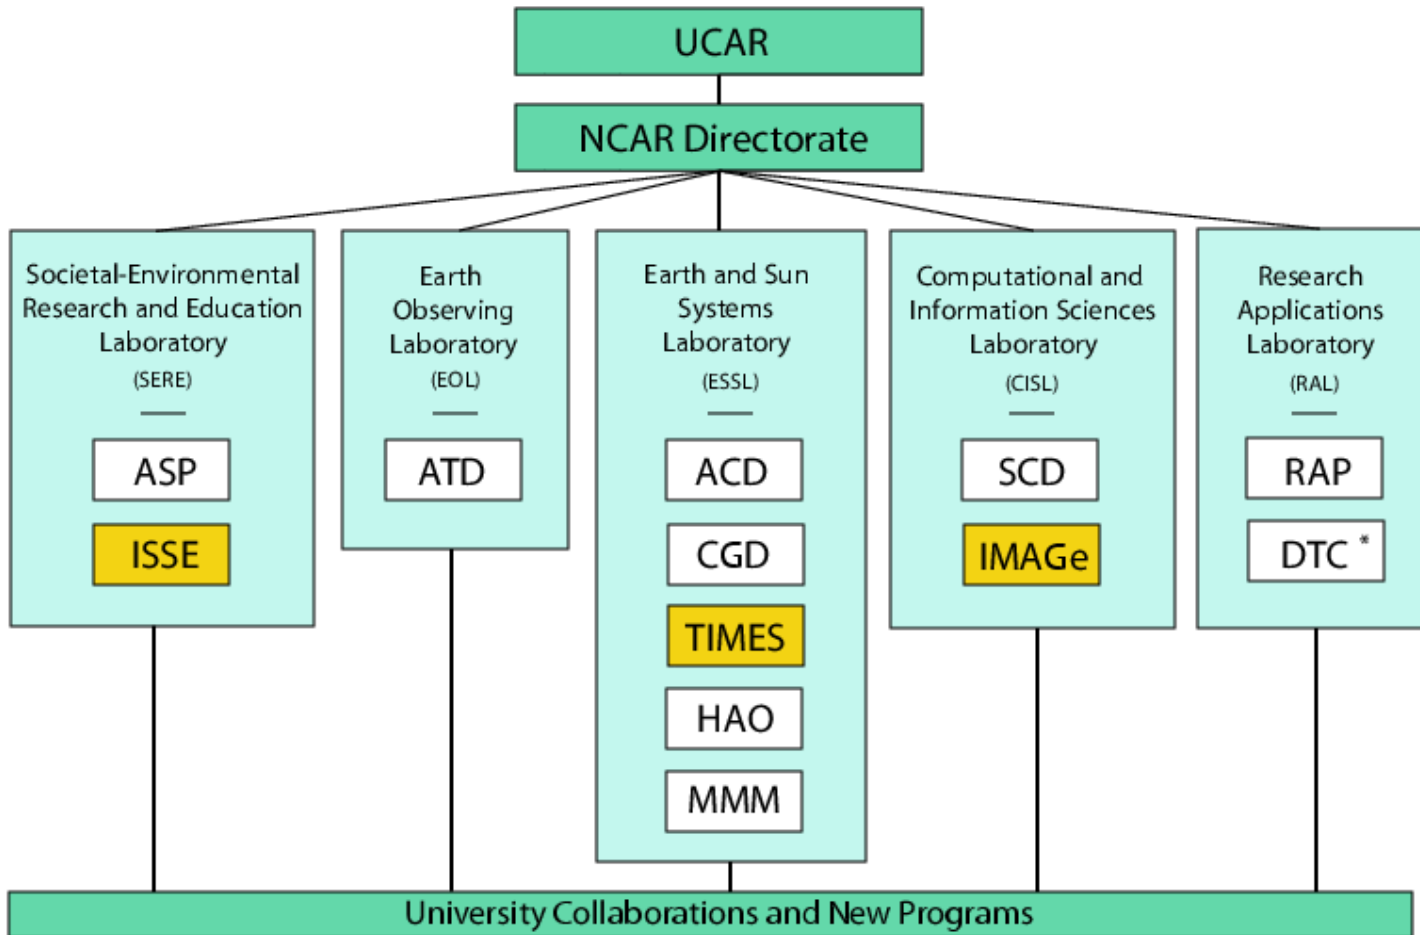 UCAR
NCAR Directorate
Societal-Environmental
Research and Education
Laboratory
(SERE)
ASP
ISSE
Earth
Observing
Laboratory
(EOL)
ATD
Earth and Sun
Systems
Laboratory
(ESSL)
ACD
CGD
TIMES
HAO
MMM
Computational and
Information Sciences
Laboratory
(CISL)
SCD
IMAGe
Research
Applications
Laboratory
(RAL)
RAP
DTC *
University Collaborations and New Programs